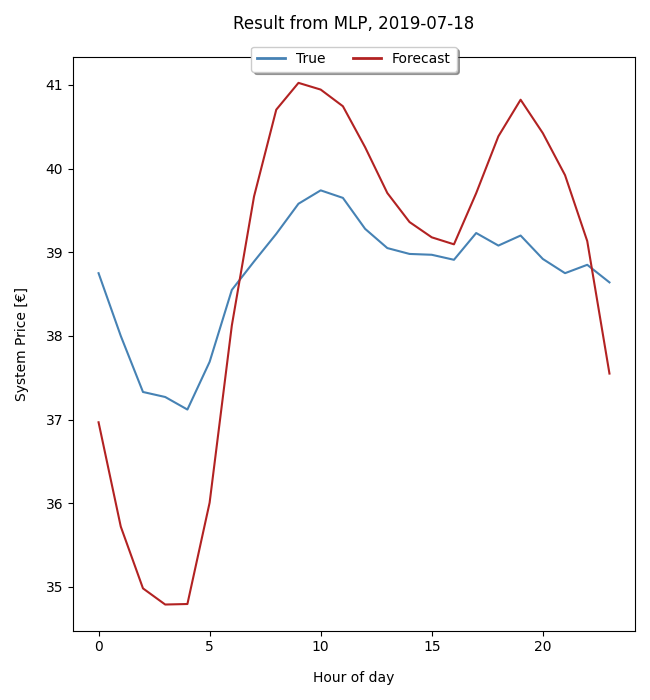 Result from MLP, 2019-07-18
True Forecast
41
40
39
38
37
36
35
System Price [€]
0 5 10 15 20
Hour of day